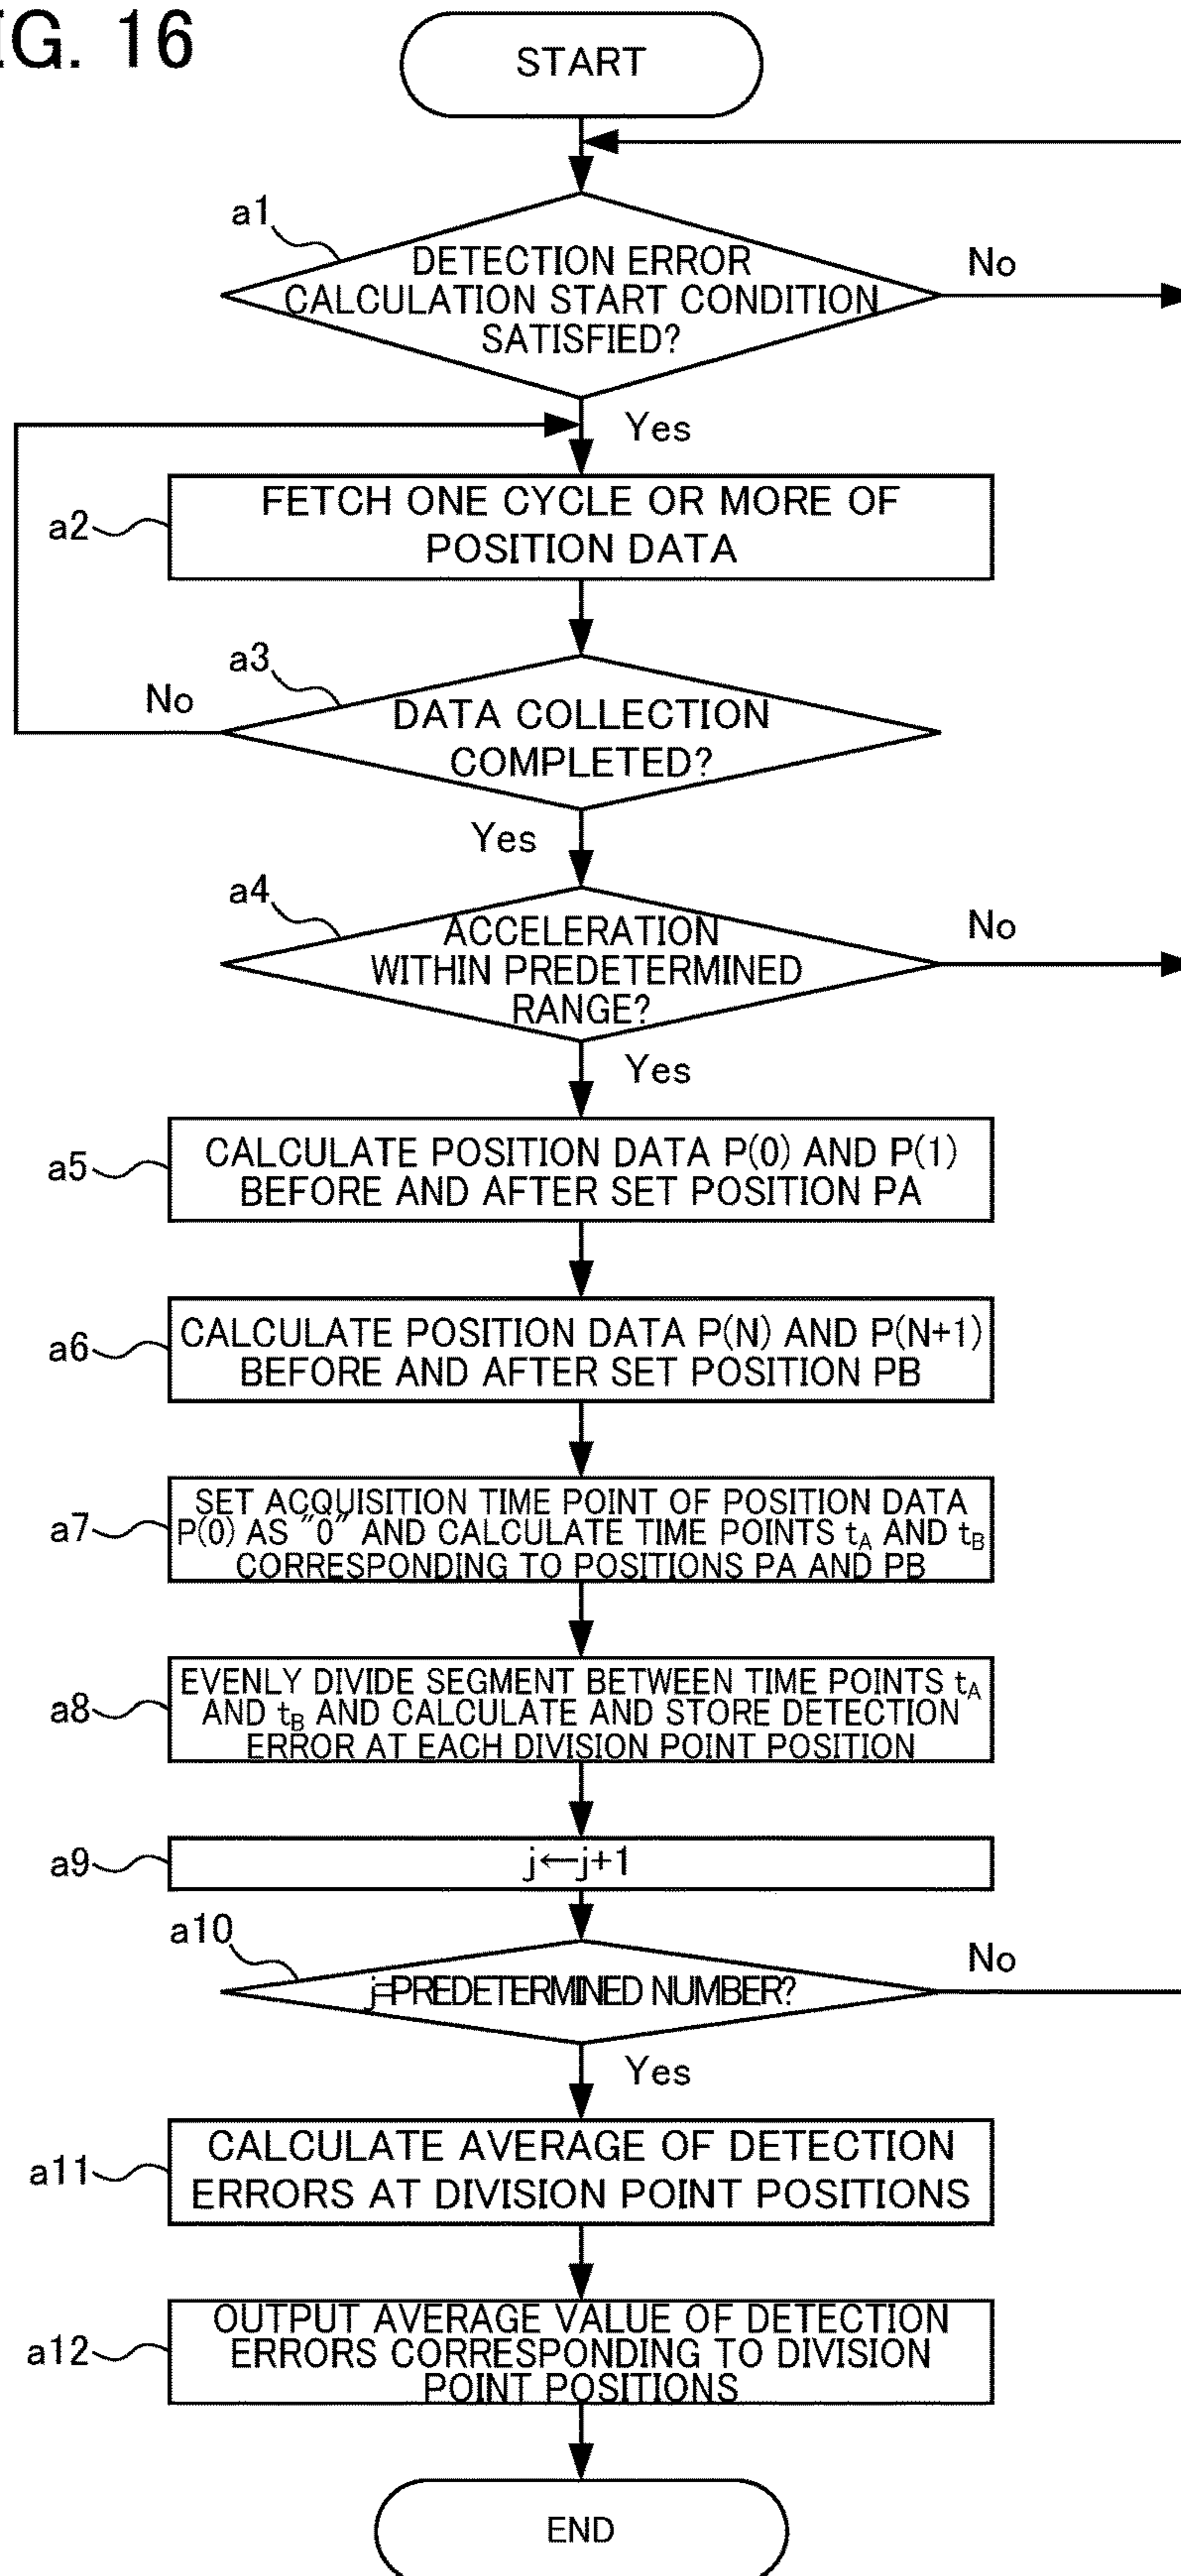 IG. 16
START
a1
DETECTION ERROR
CALCULATION START CONDITION
SATISFIED?
No
Yes
a2
FETCH ONE CYCLE OR MORE OF
POSITION DATA
a3
No
DATA COLLECTION
COMPLETED?
Yes
a4
ACCELERATION
WITHIN PREDETERMINED
RANGE?
No
Yes
a5
CALCULATE POSITION DATA P(0) AND P(1)
BEFORE AND AFTER SET POSITION PA
a6
CALCULATE POSITION DATA P(N) AND P(N+1)
BEFORE AND AFTER SET POSITION PB
a7
SET ACQUISITION TIME POINT OF POSITION DATA
P(0) AS "0" AND CALCULATE TIME POINTS tA AND tB
CORRESPONDING TO POSITIONS PA AND PB
a8
EVENLY DIVIDE SEGMENT BETWEEN TIME POINTS tA
AND tB AND CALCULATE AND STORE DETECTION
ERROR AT EACH DIVISION POINT POSITION
a9
j←j+1
a10
j=PREDETERMINED NUMBER?
No
Yes
a11
CALCULATE AVERAGE OF DETECTION
ERRORS AT DIVISION POINT POSITIONS
a12
OUTPUT AVERAGE VALUE OF DETECTION
ERRORS CORRESPONDING TO DIVISION
POINT POSITIONS
END